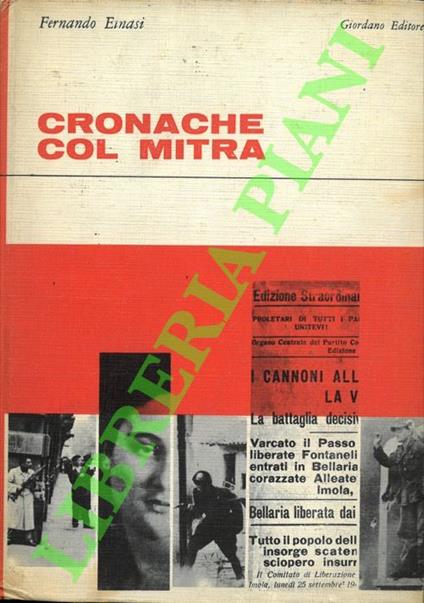 Fernando Etnasi
Giordano Editore
CRONACHE
COL MITRA
LIBRERIA PIANI
Edizione Straordinar
PROLETARI DI TUTTI I PA
UNITEVI!
Organo Centrale del Partito Co
Edizione
I CANNONI ALL
LA V
La battaglia decisiv
Varcato il Passo
liberate Fontaneli
entrati in Bellaria
corazzate Alleate
Imola,
Bellaria liberata dai
Tutto il popolo dell
insorge scaten
sciopero insurr
Il Comitato di Liberazione
Imola, lunedì 25 settembre 19